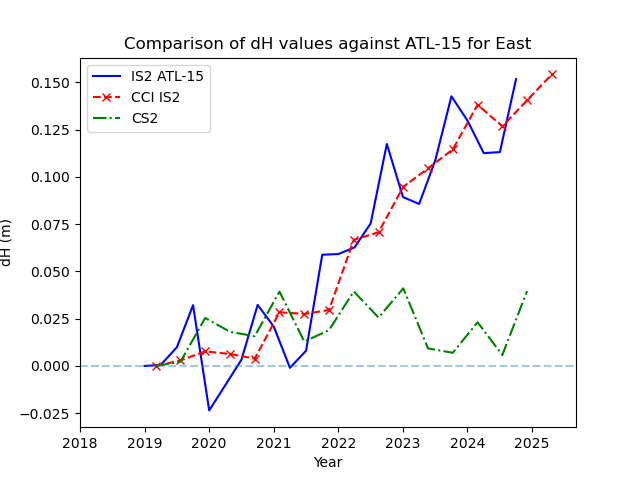 Comparison of dH values against ATL-15 for East
IS2 ATL-15
CCI IS2
CS2
dH (m)
0.150
0.125
0.100
0.075
0.050
0.025
0.000
−0.025
2018 2019 2020 2021 2022 2023 2024 2025
Year